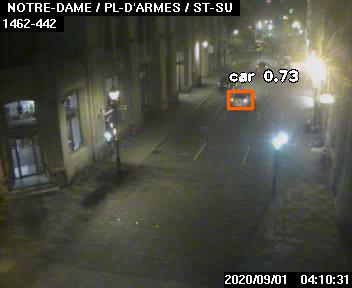 NOTRE-DAME / PL-D'ARMES / ST-SU
1462-442
car 0.73
2020/09/01 04:10:31